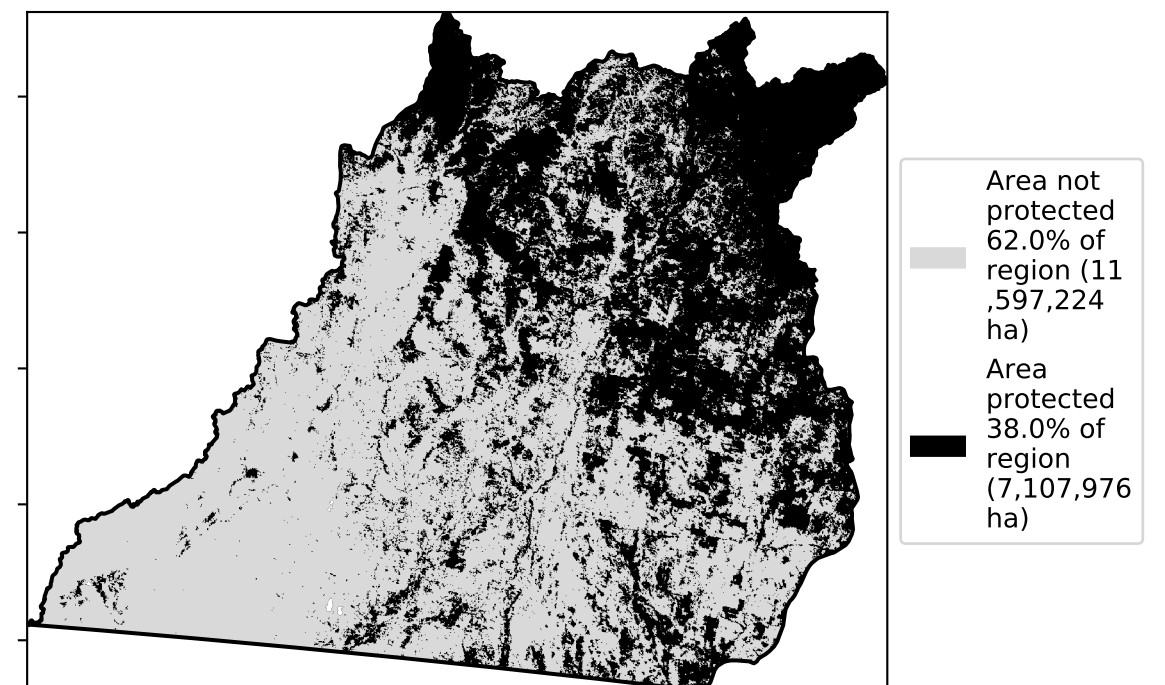 Area not
protected
62.0% of
region (11
,597,224
ha)
Area
protected
38.0% of
region
(7,107,976
ha)